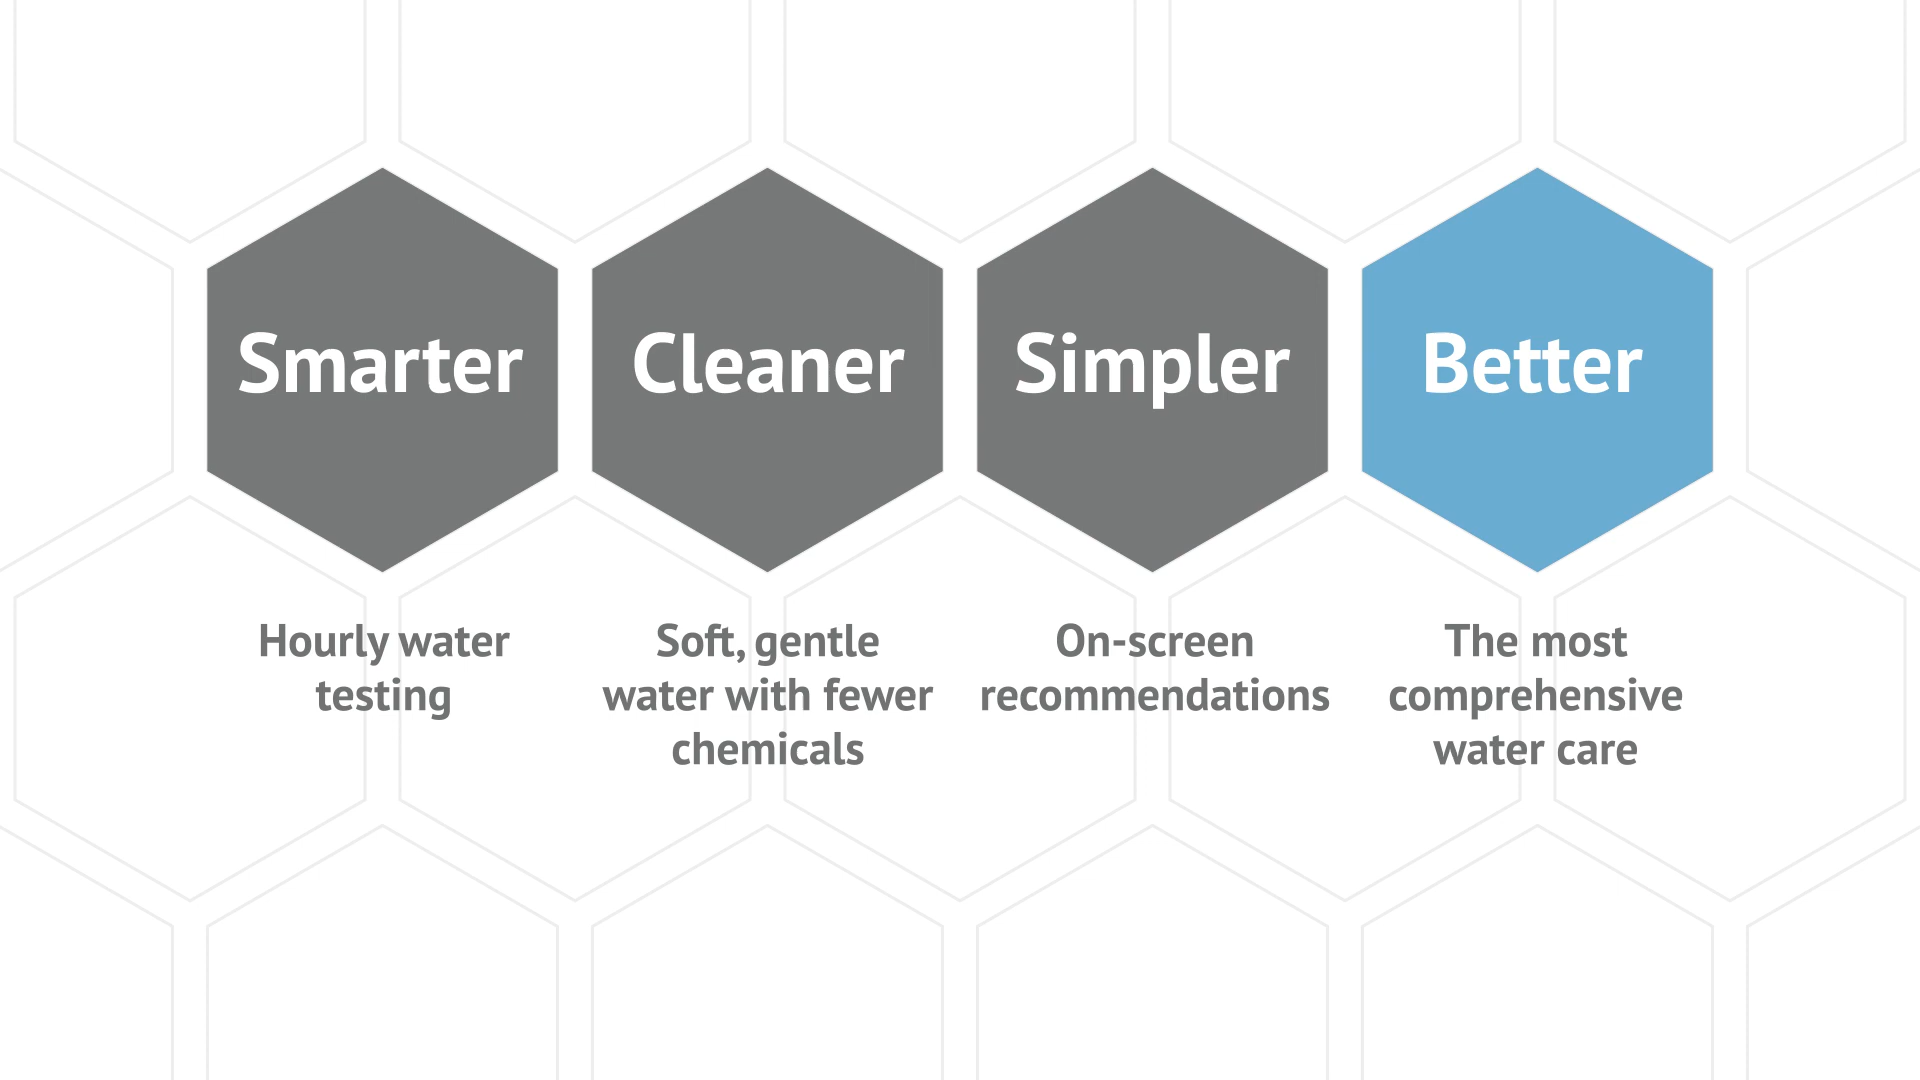 Smarter
Cleaner
Simpler
Better
Hourly water
testing
Soft, gentle
water with fewer
chemicals
On-screen
recommendations
The most
comprehensive
water care